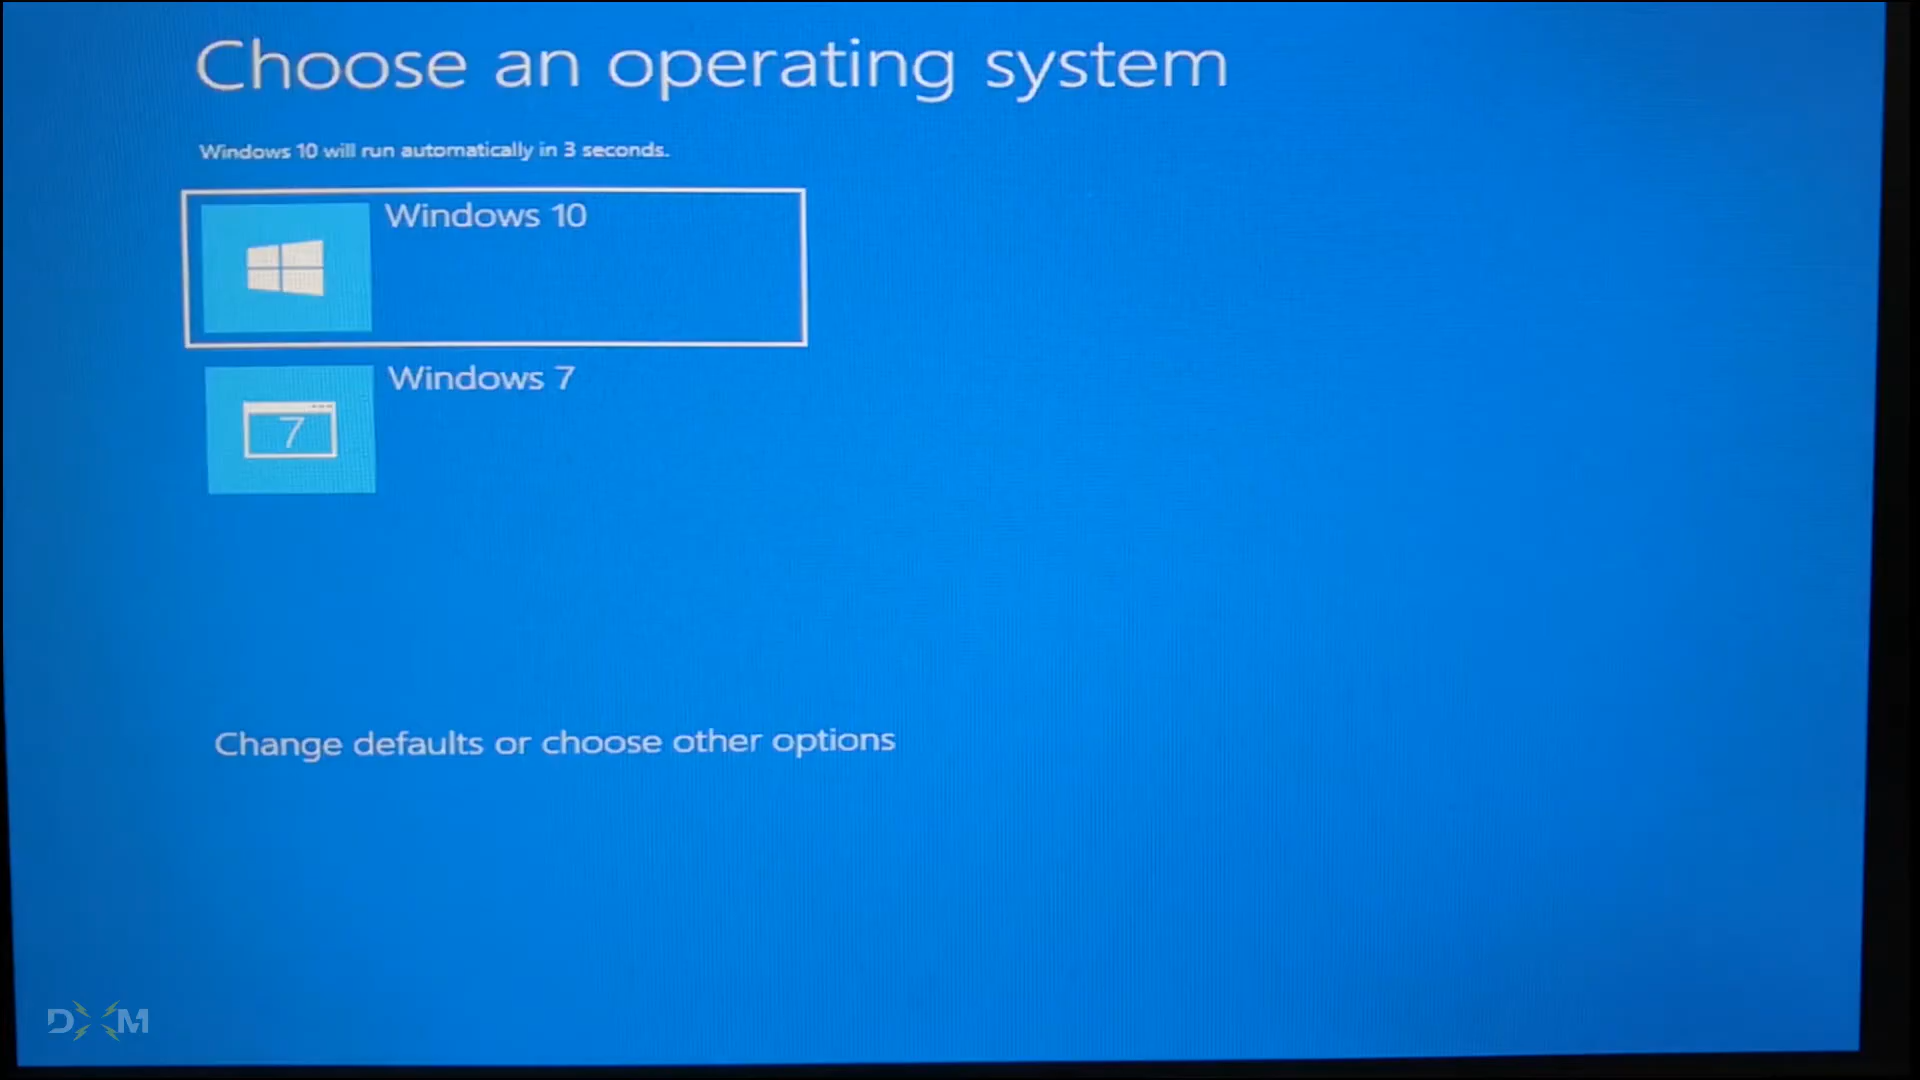 Choose an operating system
Windows 10 will run automatically in 3 seconds.
Windows 10
Windows 7
7
Change defaults or choose other options
DXM